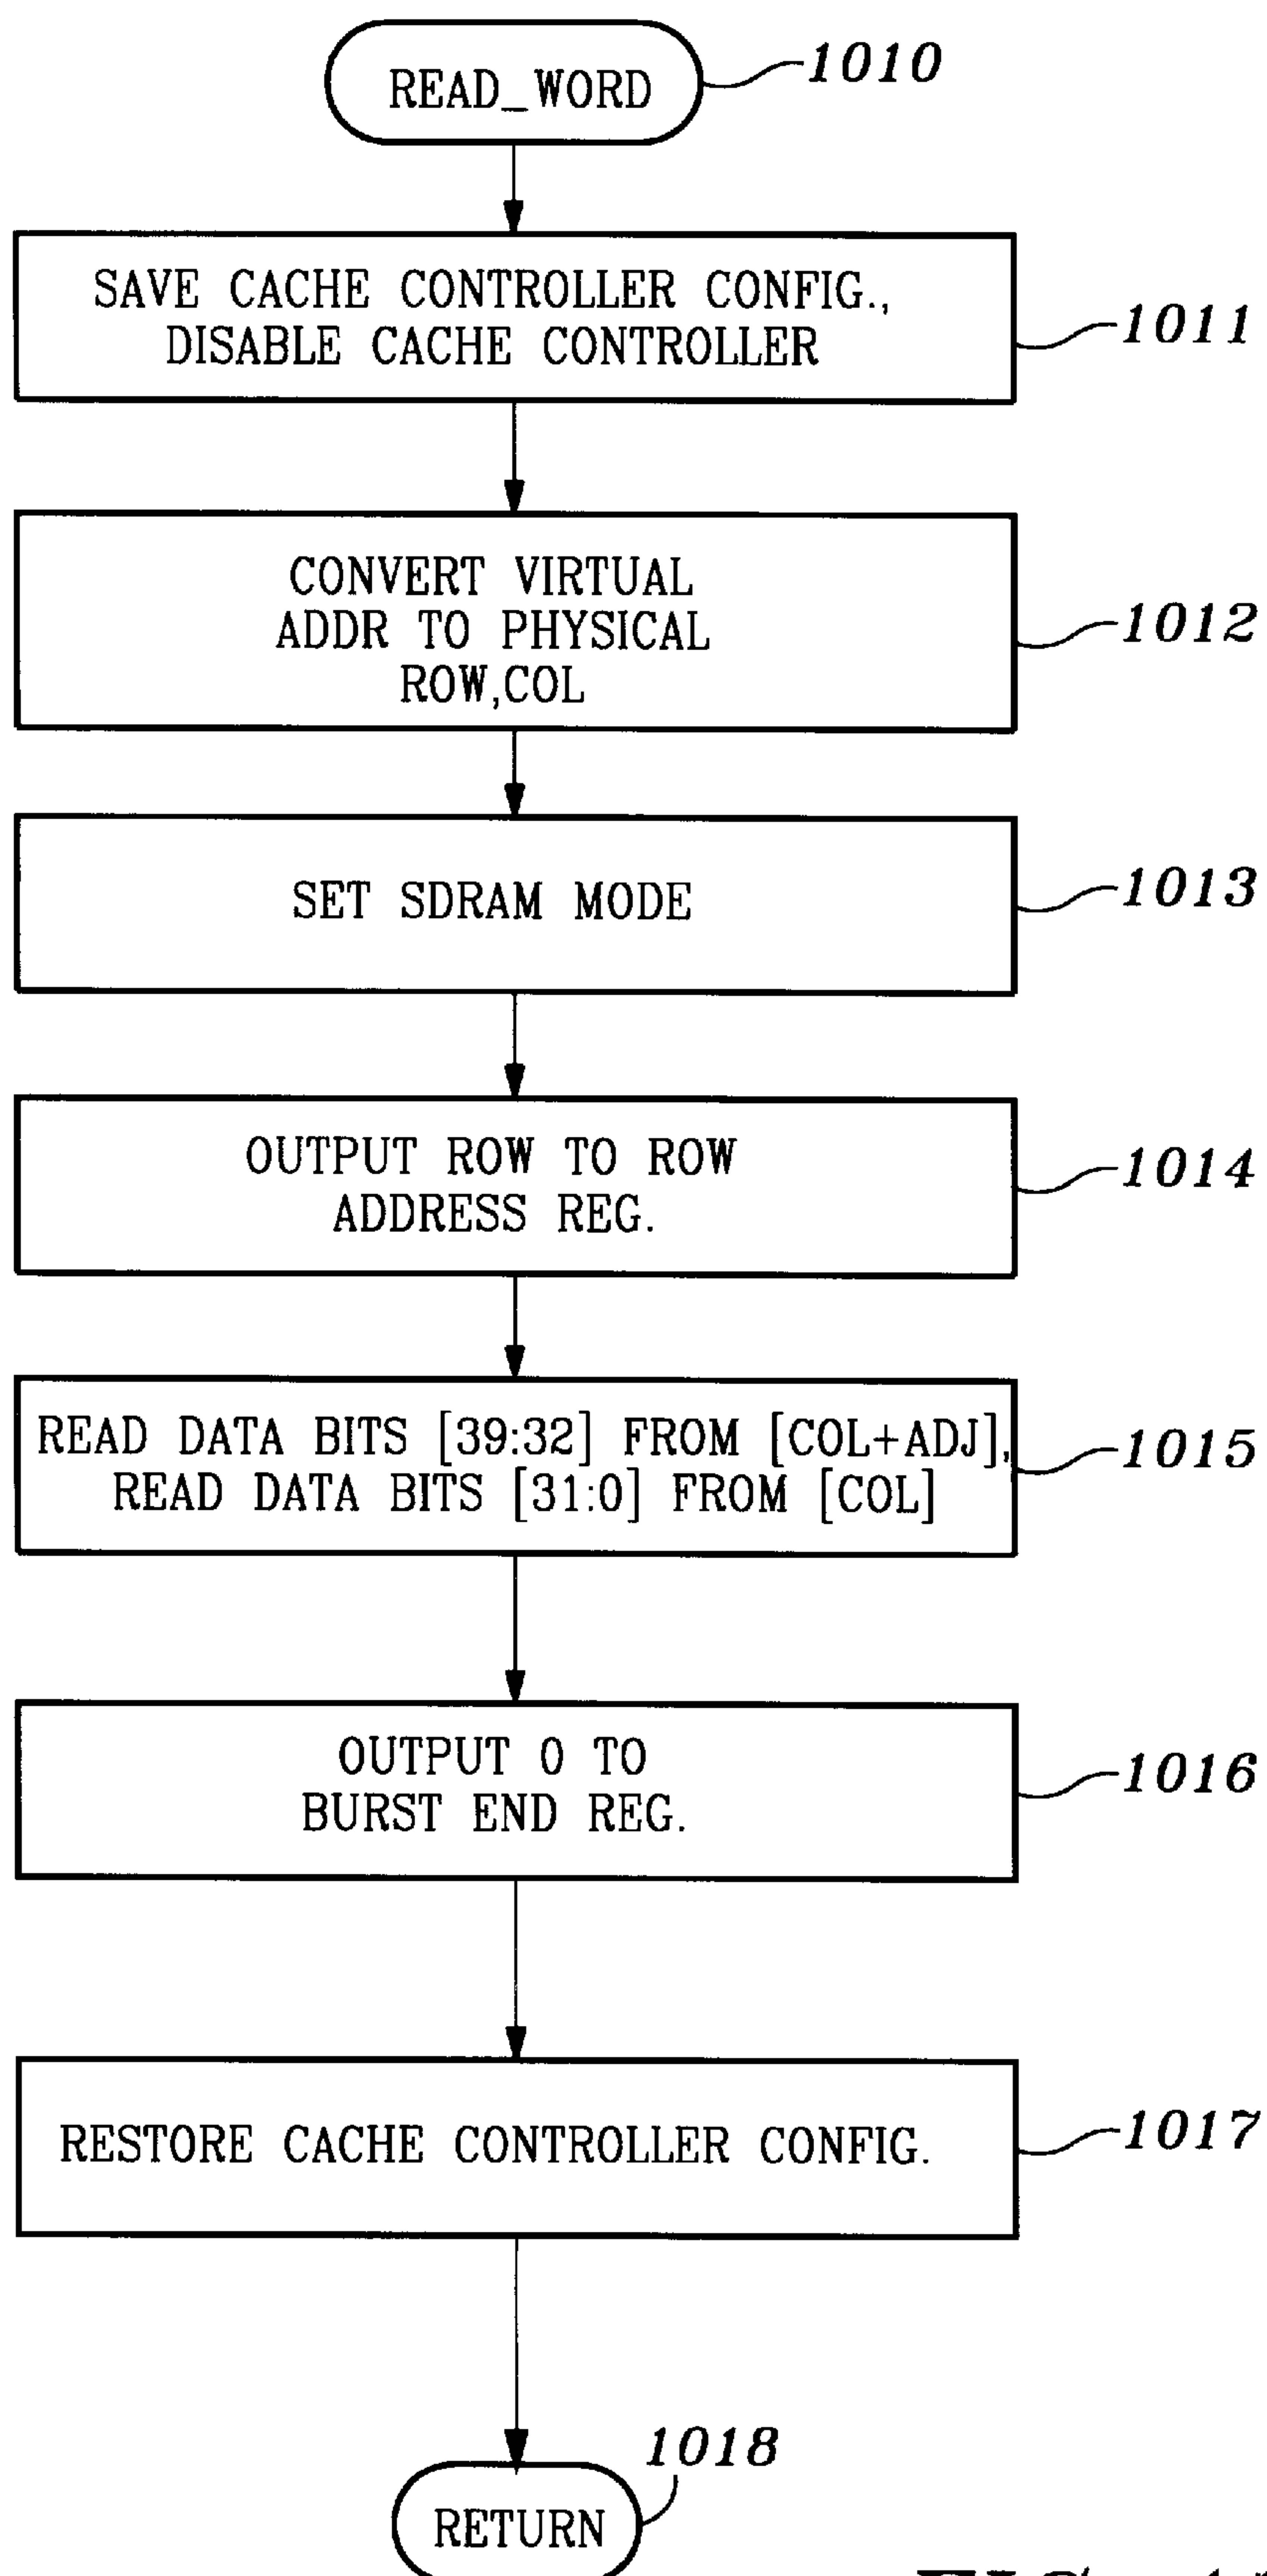 READ_WORD
1010
SAVE CACHE CONTROLLER CONFIG.,
DISABLE CACHE CONTROLLER
1011
CONVERT VIRTUAL
ADDR TO PHYSICAL
ROW,COL
1012
SET SDRAM MODE
1013
OUTPUT ROW TO ROW
ADDRESS REG.
1014
READ DATA BITS [39:32] FROM [COL+ADJ],
READ DATA BITS [31:0] FROM [COL]
1015
OUTPUT 0 TO
BURST END REG.
1016
RESTORE CACHE CONTROLLER CONFIG.
1017
1018
RETURN